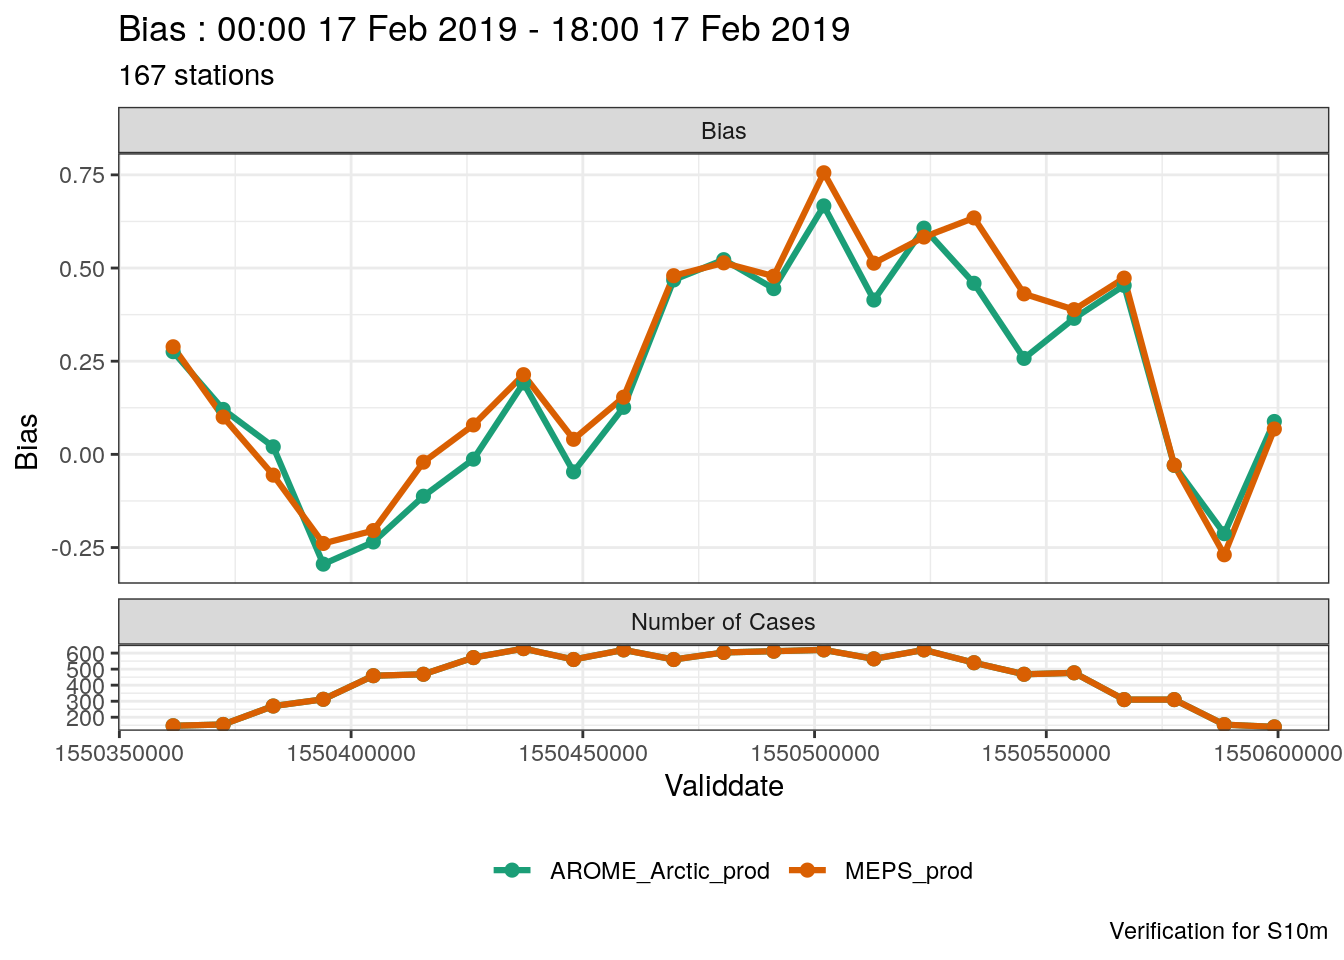 Bias : 00:00 17 Feb 2019 - 18:00 17 Feb 2019
167 stations
Bias
0.75
0.50
0.25
0.00
-0.25
Bias
Number of Cases
600
500
400
300
200
1550350000 1550400000 1550450000 1550500000 1550550000 1550600000
Validdate
AROME_Arctic_prod MEPS_prod
Verification for S10m